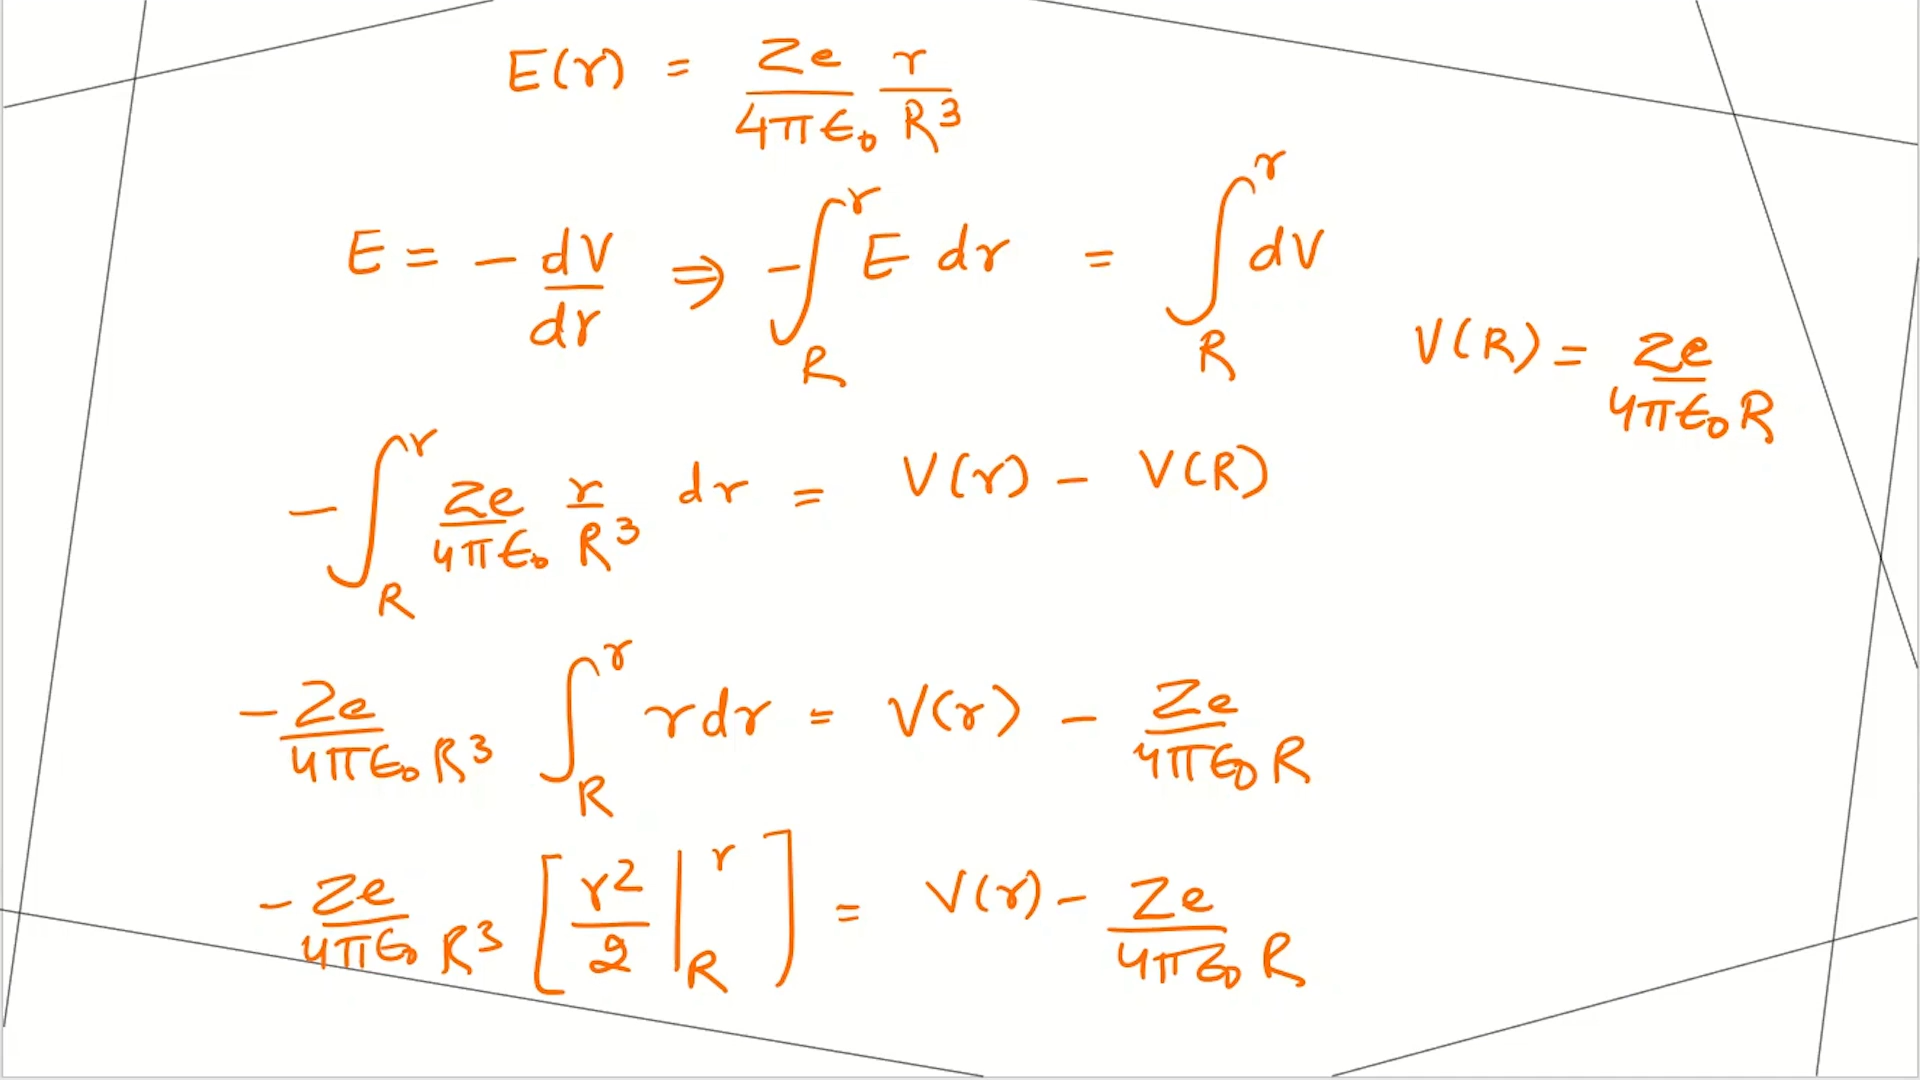 E(r) = Ze/4πϵ₀ r/R³
E = - dV/dr ⇒ -∫_R^r E dr = ∫_R^r dV
V(R) = Ze/4πϵ₀R
-∫_R^r Ze/4πϵ₀ r/R³ dr = V(r) - V(R)
-Ze/4πϵ₀R³ ∫_R^r r dr = V(r) - Ze/4πϵ₀R
-Ze/4πϵ₀R³ [r²/2 |_R^r] = V(r) - Ze/4πϵ₀R